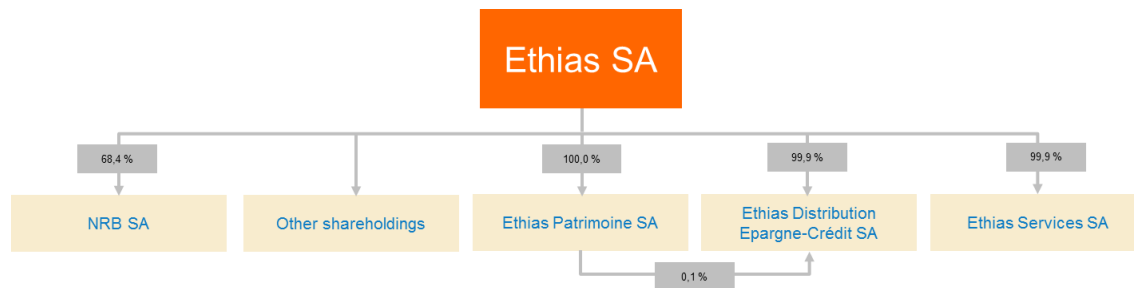 Ethias SA
68,4 %
100,0 %
99,9 %
99,9 %
NRB SA
Other shareholdings
Ethias Patrimoine SA
Ethias Distribution
Epargne-Crédit SA
Ethias Services SA
0,1 %